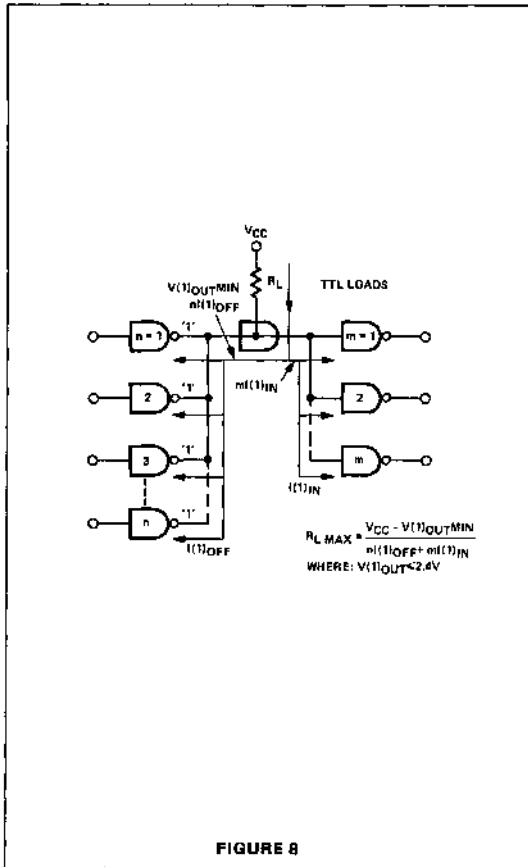 VCC
RL
V(1)OUTMIN
nI(1)OFF
TTL LOADS
n = 1
'1'
m = 1
mI(1)IN
2
'1'
2
3
'1'
m
n
'1'
I(1)IN
I(1)OFF
RL MAX = VCC - V(1)OUTMIN / nI(1)OFF + mI(1)IN
WHERE: V(1)OUT<2.4V
FIGURE 8